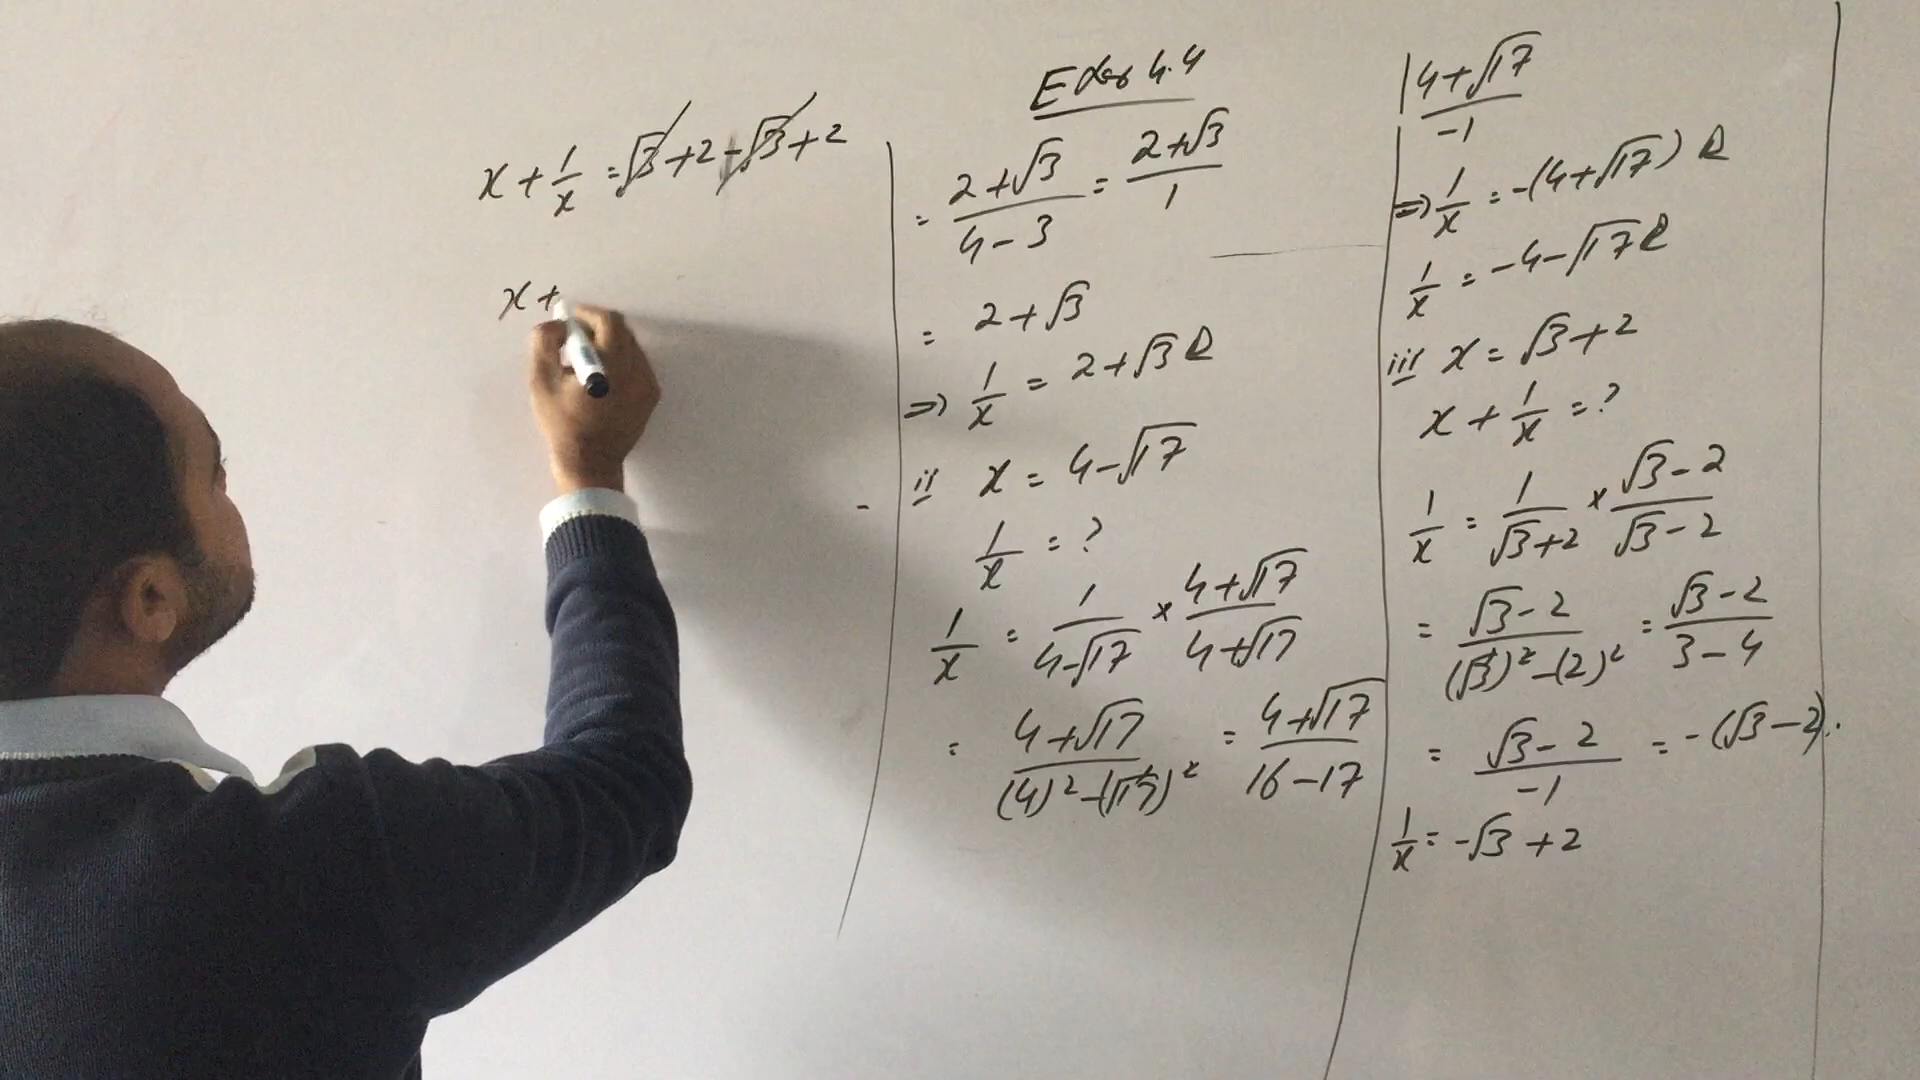 x + 1/x = √3 + 2 - √3 + 2
x +
4.4
= (2+√3)/(4-3) = (2+√3)/1
= 2+√3
=> 1/x = 2+√3
ii x = 4-√17
1/x = ?
1/x = 1/(4-√17) × (4+√17)/(4+√17)
= (4+√17)/((4)²-(√17)²) = (4+√17)/(16-17)
(4+√17)/-1
=> 1/x = -(4+√17)
1/x = -4-√17
iii x = √3+2
x + 1/x = ?
1/x = 1/(√3+2) × (√3-2)/(√3-2)
= (√3-2)/((√3)²-(2)²) = (√3-2)/(3-4)
= (√3-2)/-1 = -(√3-2).
1/x = -√3+2